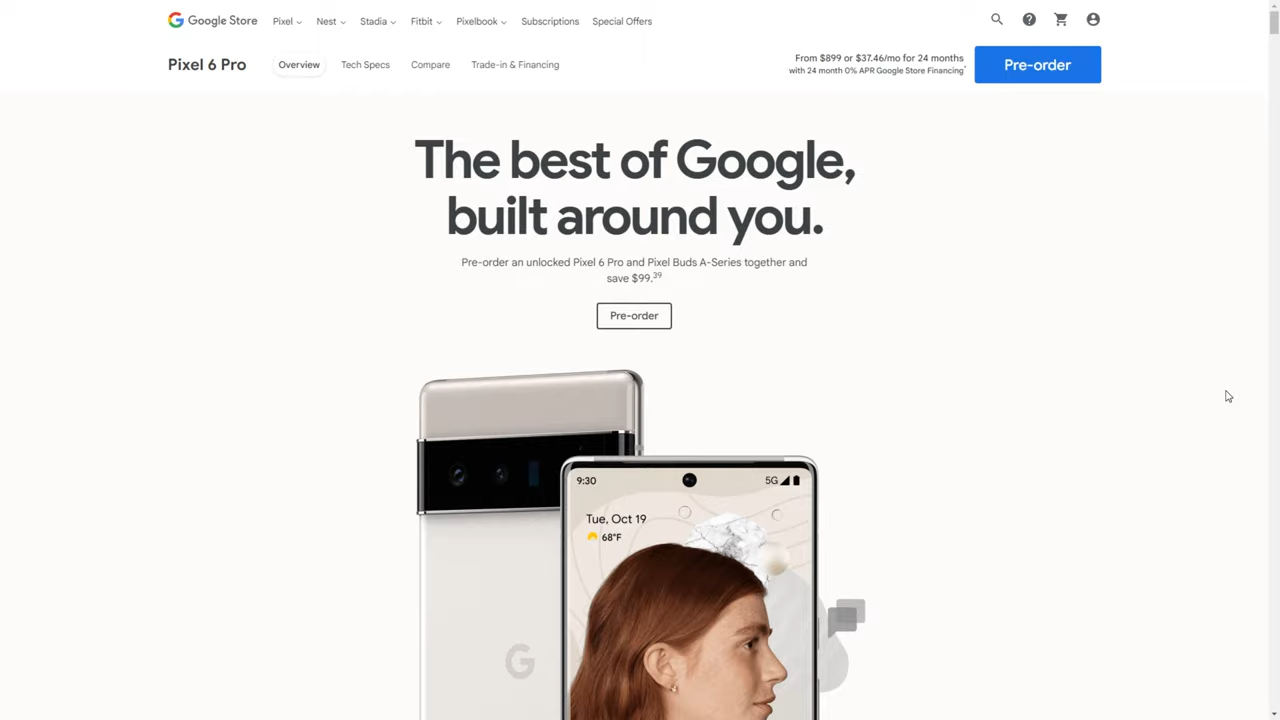 Google Store Pixel Nest Stadia Fitbit Pixelbook Subscriptions Special Offers
Pixel 6 Pro Overview Tech Specs Compare Trade-in & Financing
From $899 or $37.46/mo for 24 months
with 24 month 0% APR Google Store Financing*
Pre-order
The best of Google,
built around you.
Pre-order an unlocked Pixel 6 Pro and Pixel Buds A-Series together and
save $99.39
Pre-order
9:30 5G
Tue, Oct 19
68°F
G